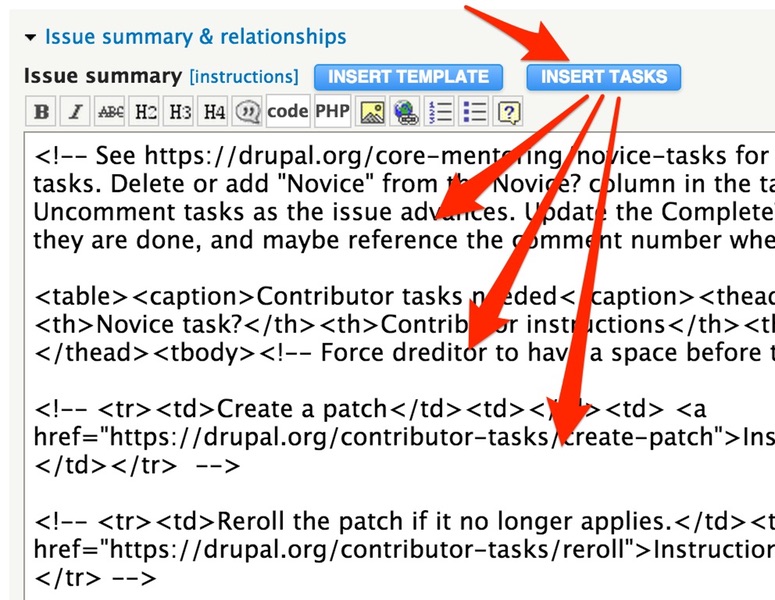 Issue summary & relationships
Issue summary [instructions] INSERT TEMPLATE INSERT TASKS
B I ABC H2 H3 H4 code PHP
<!-- See https://drupal.org/core-mentoring/novice-tasks for
tasks. Delete or add "Novice" from the Novice? column in the ta
Uncomment tasks as the issue advances. Update the Complete?
they are done, and maybe reference the comment number whe
<table><caption>Contributor tasks needed</caption><thead
<th>Novice task?</th><th>Contributor instructions</th><th
</thead><tbody><!-- Force dreditor to have a space before t
<!-- <tr><td>Create a patch</td><td></td><td> <a
href="https://drupal.org/contributor-tasks/create-patch">Ins
</td></tr> -->
<!-- <tr><td>Reroll the patch if it no longer applies.</td><t
href="https://drupal.org/contributor-tasks/reroll">Instruction
</tr> -->